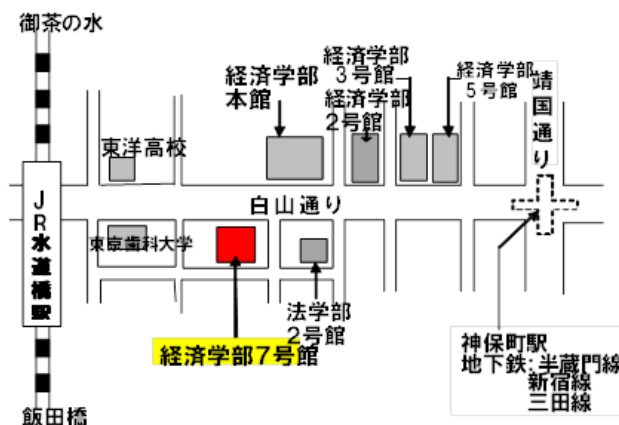 御茶の水
経済学部
本館
経済学部
3号館
経済学部
2号館
経済学部
5号館
靖国通り
東洋高校
白山通り
JR水道橋駅
東京歯科大学
法学部
2号館
経済学部7号館
神保町駅
地下鉄:半蔵門線
新宿線
三田線
飯田橋